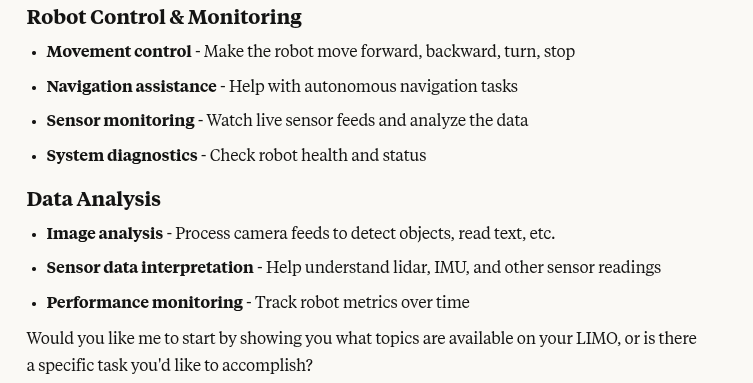 Robot Control & Monitoring
• Movement control - Make the robot move forward, backward, turn, stop
• Navigation assistance - Help with autonomous navigation tasks
• Sensor monitoring - Watch live sensor feeds and analyze the data
• System diagnostics - Check robot health and status
Data Analysis
• Image analysis - Process camera feeds to detect objects, read text, etc.
• Sensor data interpretation - Help understand lidar, IMU, and other sensor readings
• Performance monitoring - Track robot metrics over time
Would you like me to start by showing you what topics are available on your LIMO, or is there
a specific task you'd like to accomplish?